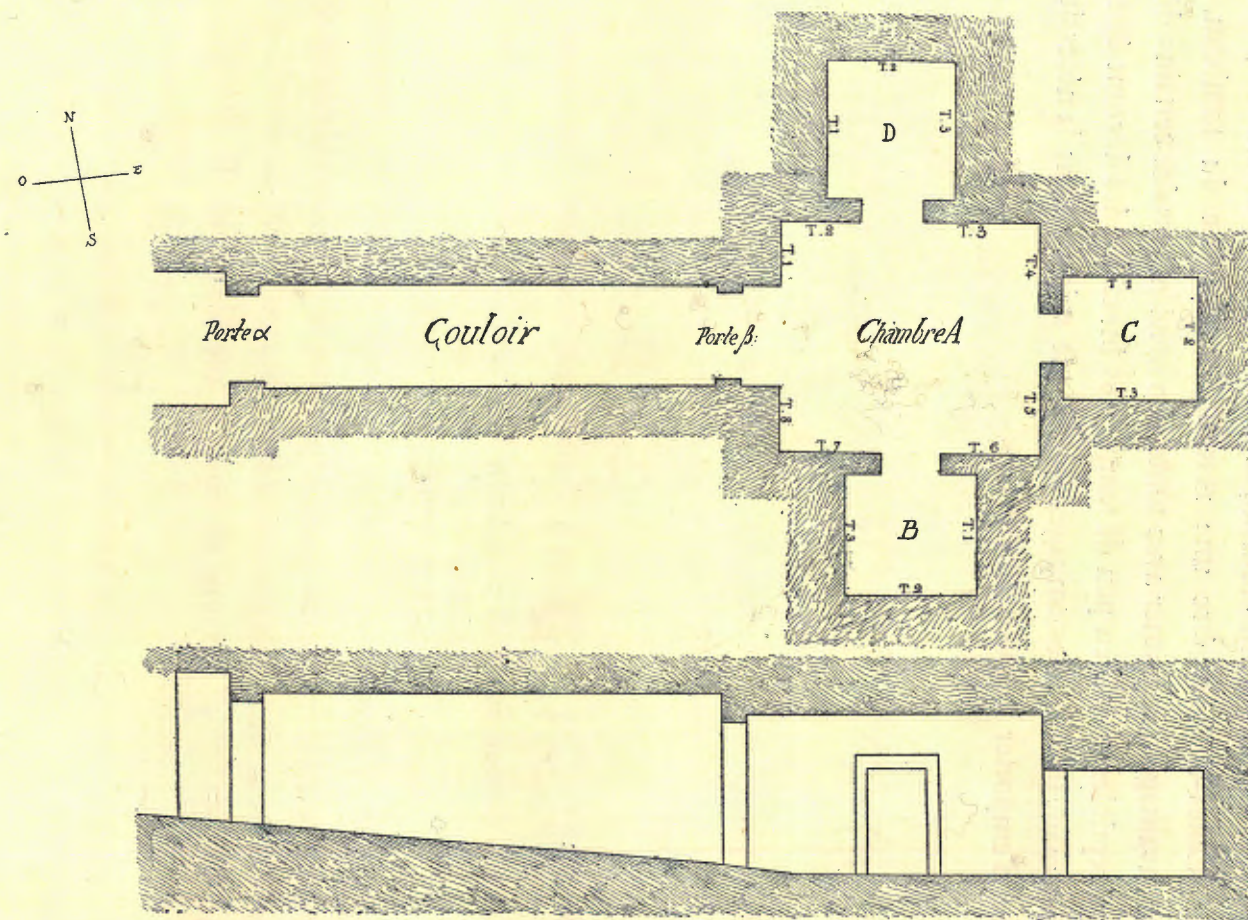 T.2
T.1
D
T.3
N
O
E
S
T.2
T.3
T.1
T.4
T 1
Porte α
Couloir
Porte β:
Chambre A
C
T 2
T.8
T.5
T.3
T.7
T. 6
T.3
B
T.1
T 2